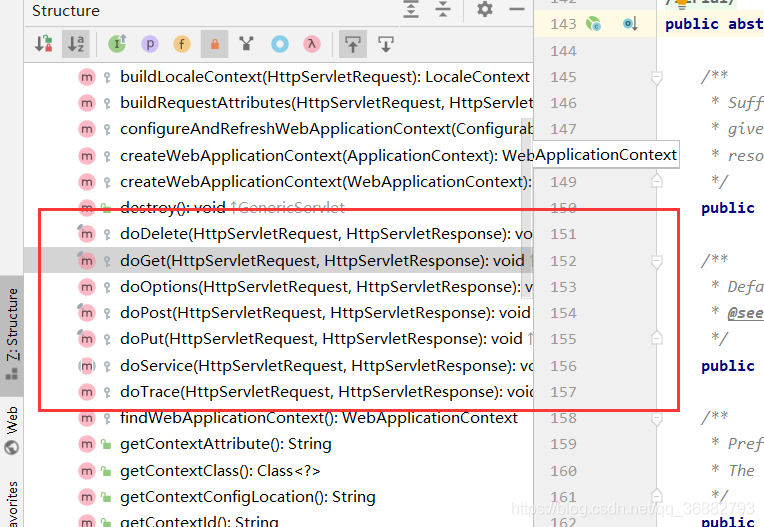 Structure
buildLocaleContext(HttpServletRequest): LocaleContext
buildRequestAttributes(HttpServletRequest, HttpServlet
configureAndRefreshWebApplicationContext(Configurab
createWebApplicationContext(ApplicationContext): WebApplicationContext
createWebApplicationContext(WebApplicationContext):
destroy(): void ↑GenericServlet
doDelete(HttpServletRequest, HttpServletResponse): vo
doGet(HttpServletRequest, HttpServletResponse): void ↑
doOptions(HttpServletRequest, HttpServletResponse): v
doPost(HttpServletRequest, HttpServletResponse): void
doPut(HttpServletRequest, HttpServletResponse): void ↑
doService(HttpServletRequest, HttpServletResponse): vo
doTrace(HttpServletRequest, HttpServletResponse): void
findWebApplicationContext(): WebApplicationContext
getContextAttribute(): String
getContextClass(): Class<?>
getContextConfigLocation(): String
getContextId(): String
7: Structure
Web
avorites
143 public abst
144
145 /**
146 * Suff
147 * give
* reso
149 */
150 public
151
152 /**
153 * Defa
154 * @see
155 */
156 public
157
158 /**
159 * Pref
160 * The
161 */
162 public
https://blog.csdn.net/qq_36882793